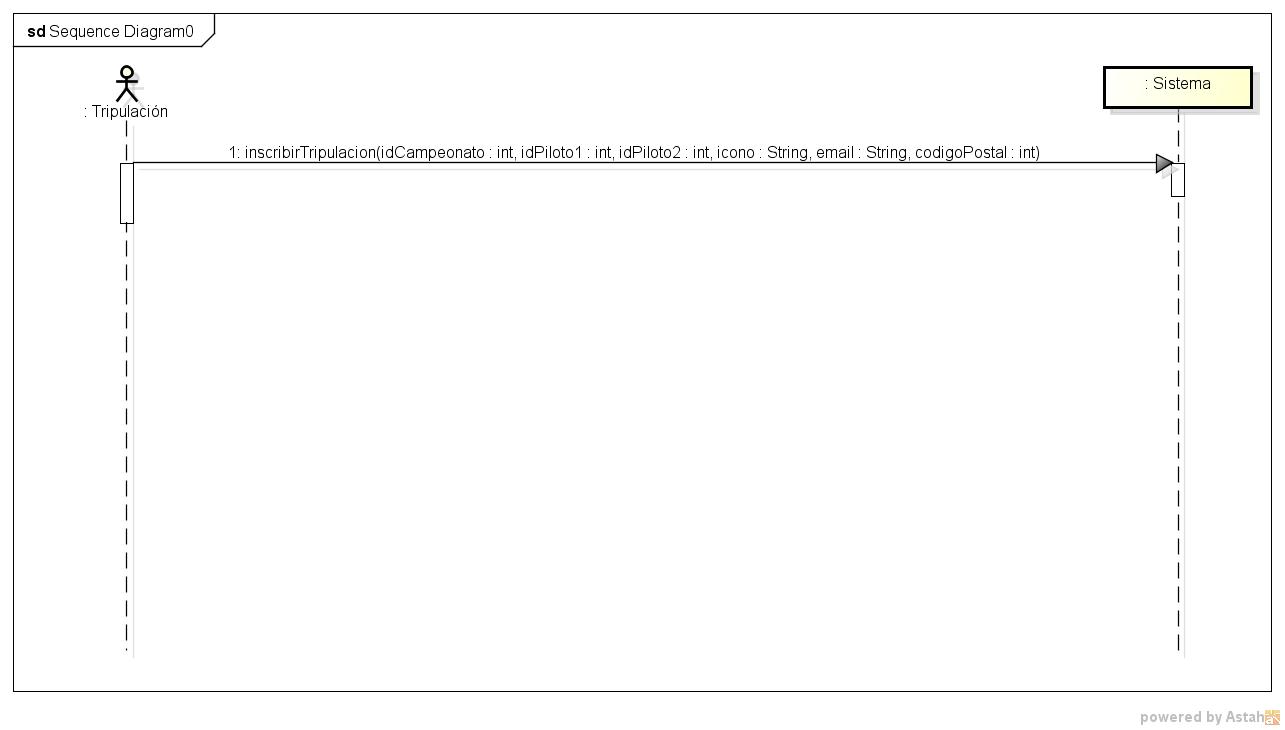 sd Sequence Diagram0
: Tripulación
: Sistema
1: inscribirTripulacion(idCampeonato : int, idPiloto1 : int, idPiloto2 : int, icono : String, email : String, codigoPostal : int)
powered by Astah